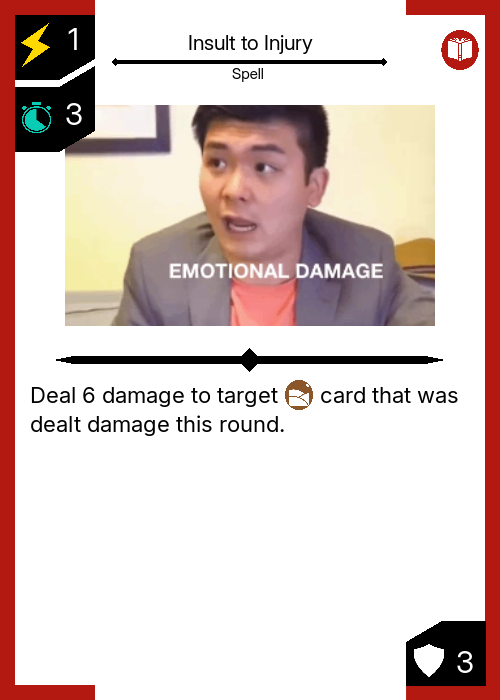 1
Insult to Injury
Spell
3
EMOTIONAL DAMAGE
Deal 6 damage to target card that was
dealt damage this round.
3